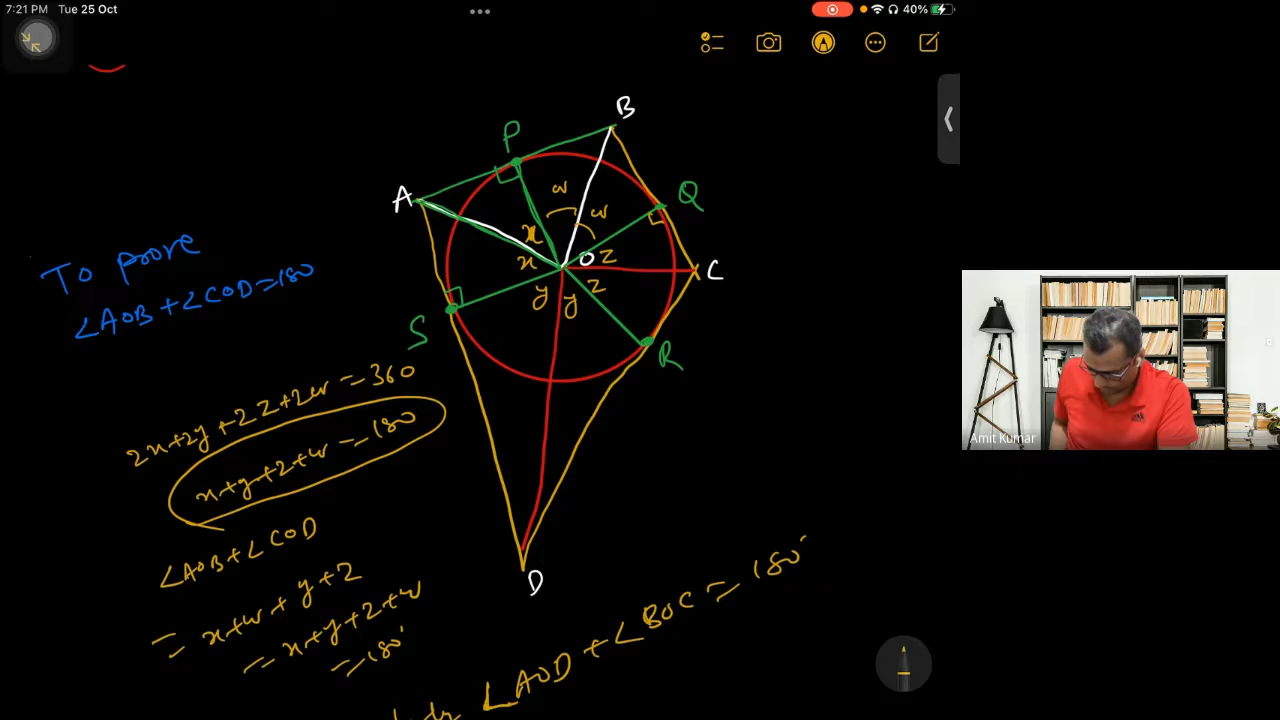 7:21 PM Tue 25 Oct
40%
B
P
A
Q
w
w
x
O
z
C
x
z
y
y
S
R
D
To prove
∠AOB+∠COD=180
2x+2y+2z+2w=360
x+y+z+w=180
∠AOB+∠COD
= x+w+y+z
= x+y+z+w
=180°
∠AOD+∠BOC=180°
Amit Kumar